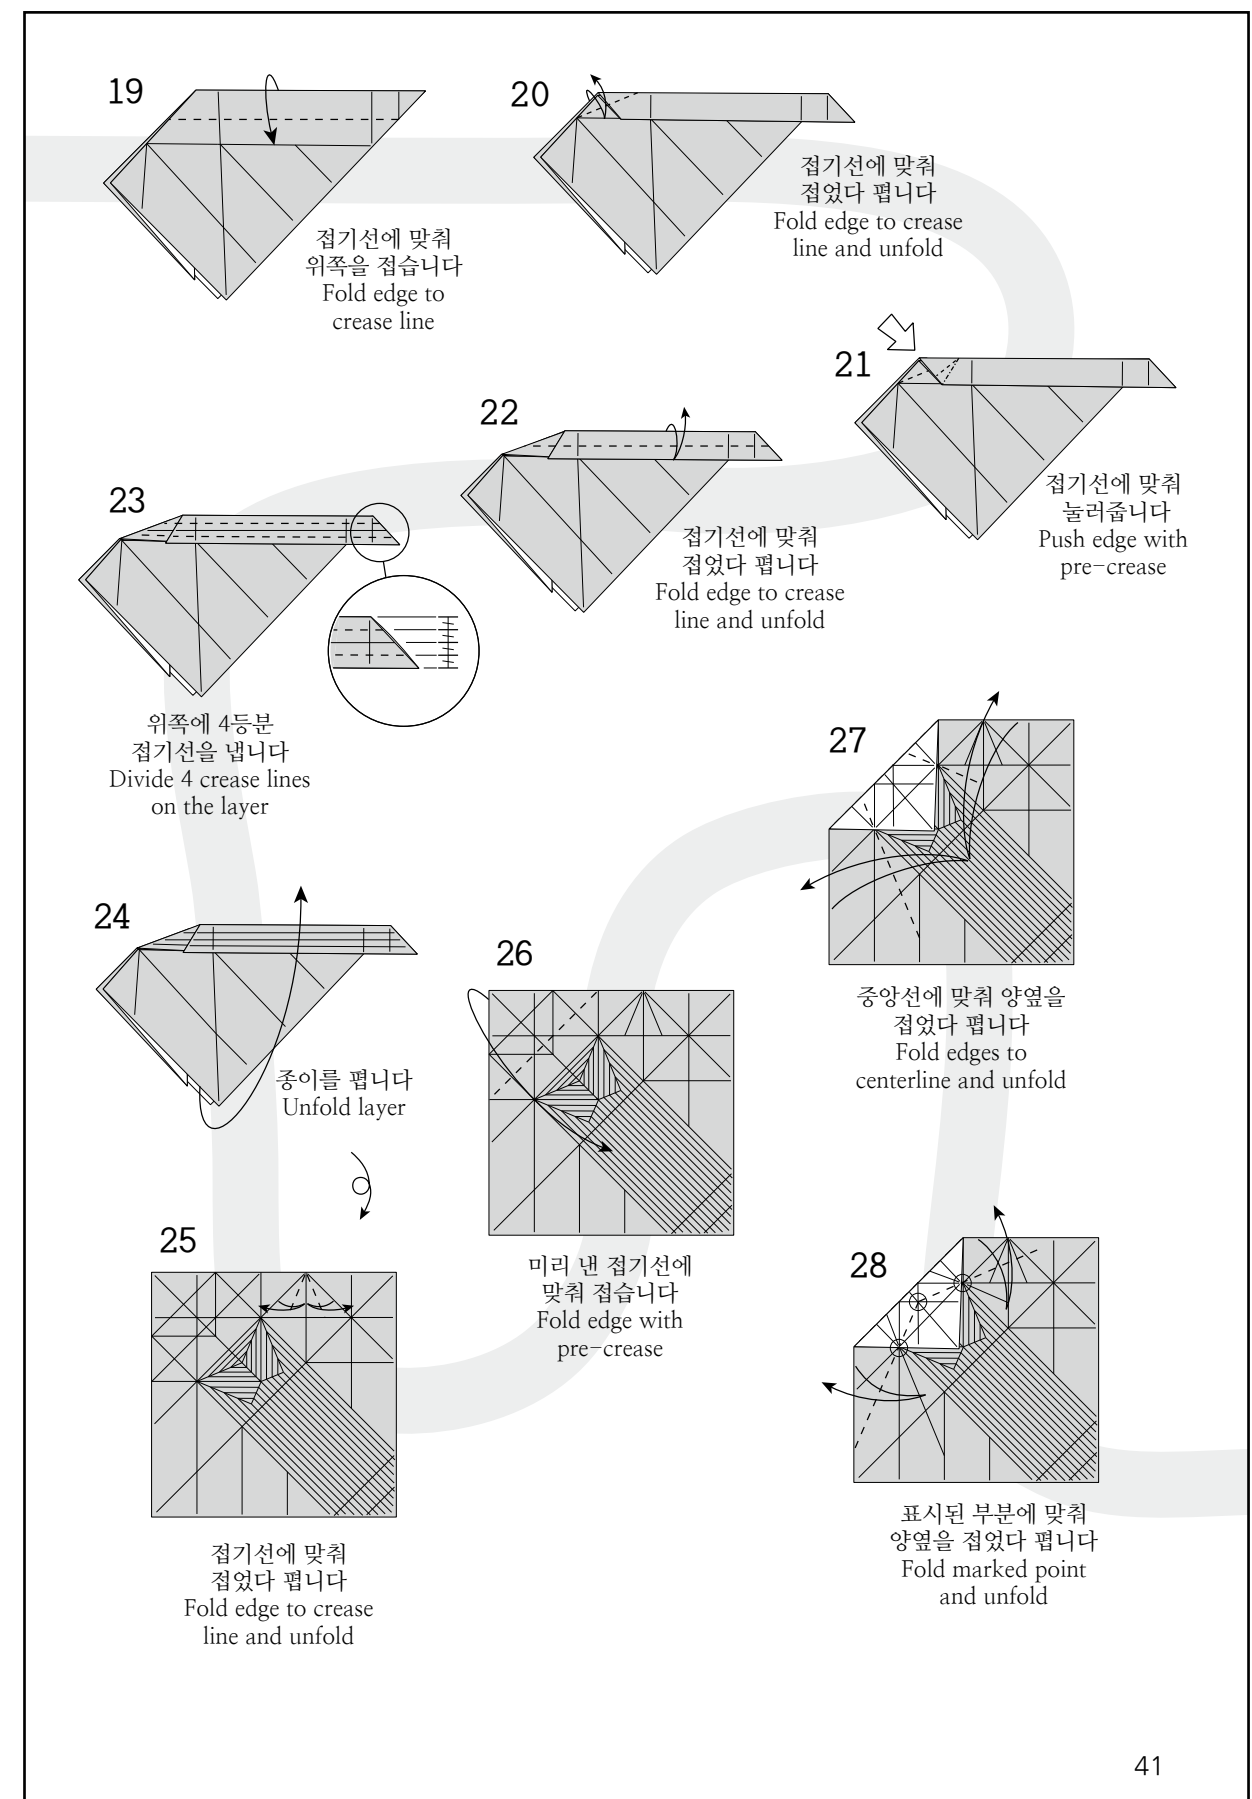 19
접기선에 맞춰
위쪽을 접습니다
Fold edge to
crease line
20
접기선에 맞춰
접었다 폅니다
Fold edge to crease
line and unfold
21
접기선에 맞춰
눌러줍니다
Push edge with
pre-crease
22
접기선에 맞춰
접었다 폅니다
Fold edge to crease
line and unfold
23
위쪽에 4등분
접기선을 냅니다
Divide 4 crease lines
on the layer
24
종이를 폅니다
Unfold layer
25
접기선에 맞춰
접었다 폅니다
Fold edge to crease
line and unfold
26
미리 낸 접기선에
맞춰 접습니다
Fold edge with
pre-crease
27
중앙선에 맞춰 양옆을
접었다 폅니다
Fold edges to
centerline and unfold
28
표시된 부분에 맞춰
양옆을 접었다 폅니다
Fold marked point
and unfold
41